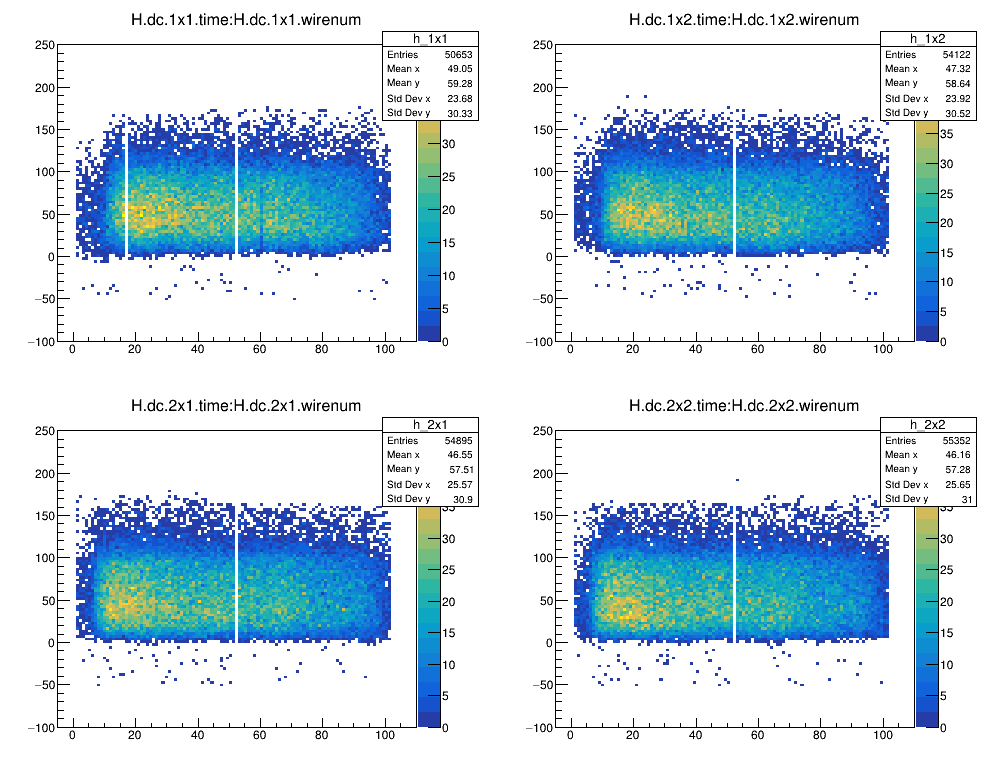 H.dc.1x1.time:H.dc.1x1.wirenum
h_1x1
Entries 50653
Mean x 49.05
Mean y 59.28
Std Dev x 23.68
Std Dev y 30.33
250
200
150
100
50
0
−50
−100
0 20 40 60 80 100
30
25
20
15
10
5
0
H.dc.1x2.time:H.dc.1x2.wirenum
h_1x2
Entries 54122
Mean x 47.32
Mean y 58.64
Std Dev x 23.92
Std Dev y 30.52
250
200
150
100
50
0
−50
−100
0 20 40 60 80 100
35
30
25
20
15
10
5
0
H.dc.2x1.time:H.dc.2x1.wirenum
h_2x1
Entries 54895
Mean x 46.55
Mean y 57.51
Std Dev x 25.57
Std Dev y 30.9
250
200
150
100
50
0
−50
−100
0 20 40 60 80 100
35
30
25
20
15
10
5
0
H.dc.2x2.time:H.dc.2x2.wirenum
h_2x2
Entries 55352
Mean x 46.16
Mean y 57.28
Std Dev x 25.65
Std Dev y 31
250
200
150
100
50
0
−50
−100
0 20 40 60 80 100
35
30
25
20
15
10
5
0